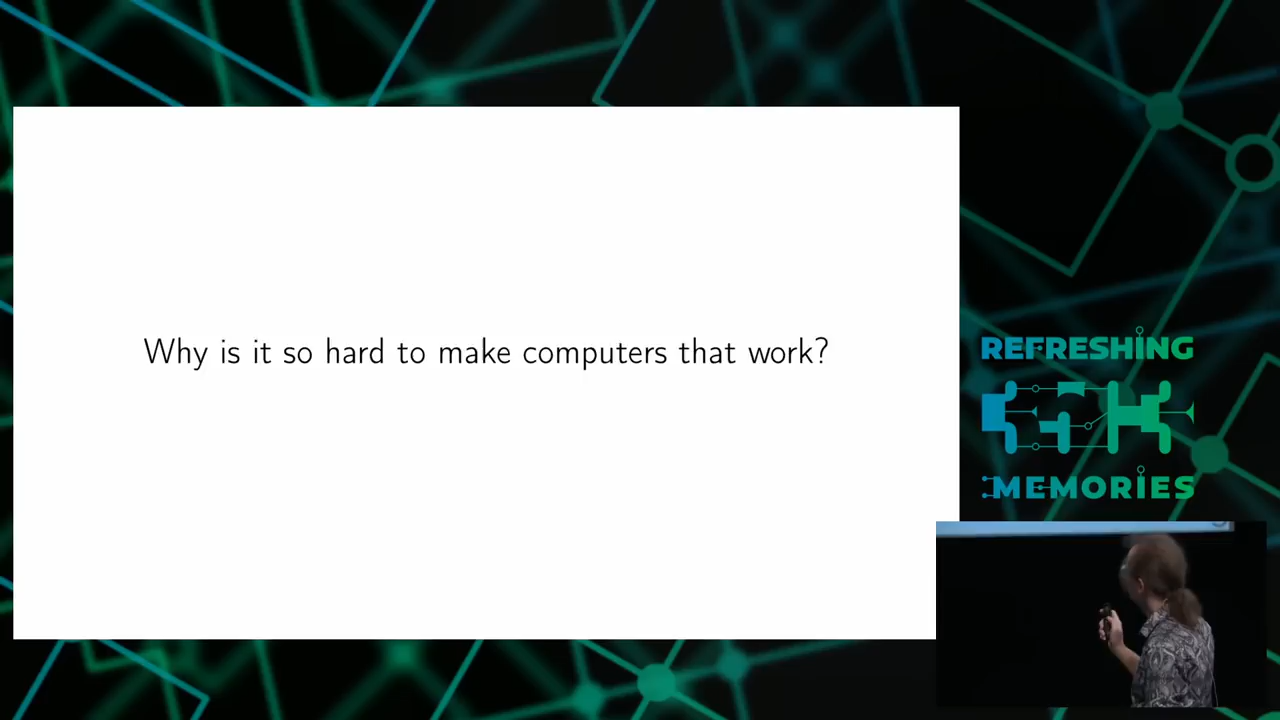 Why is it so hard to make computers that work?
REFRESHING
MEMORIES